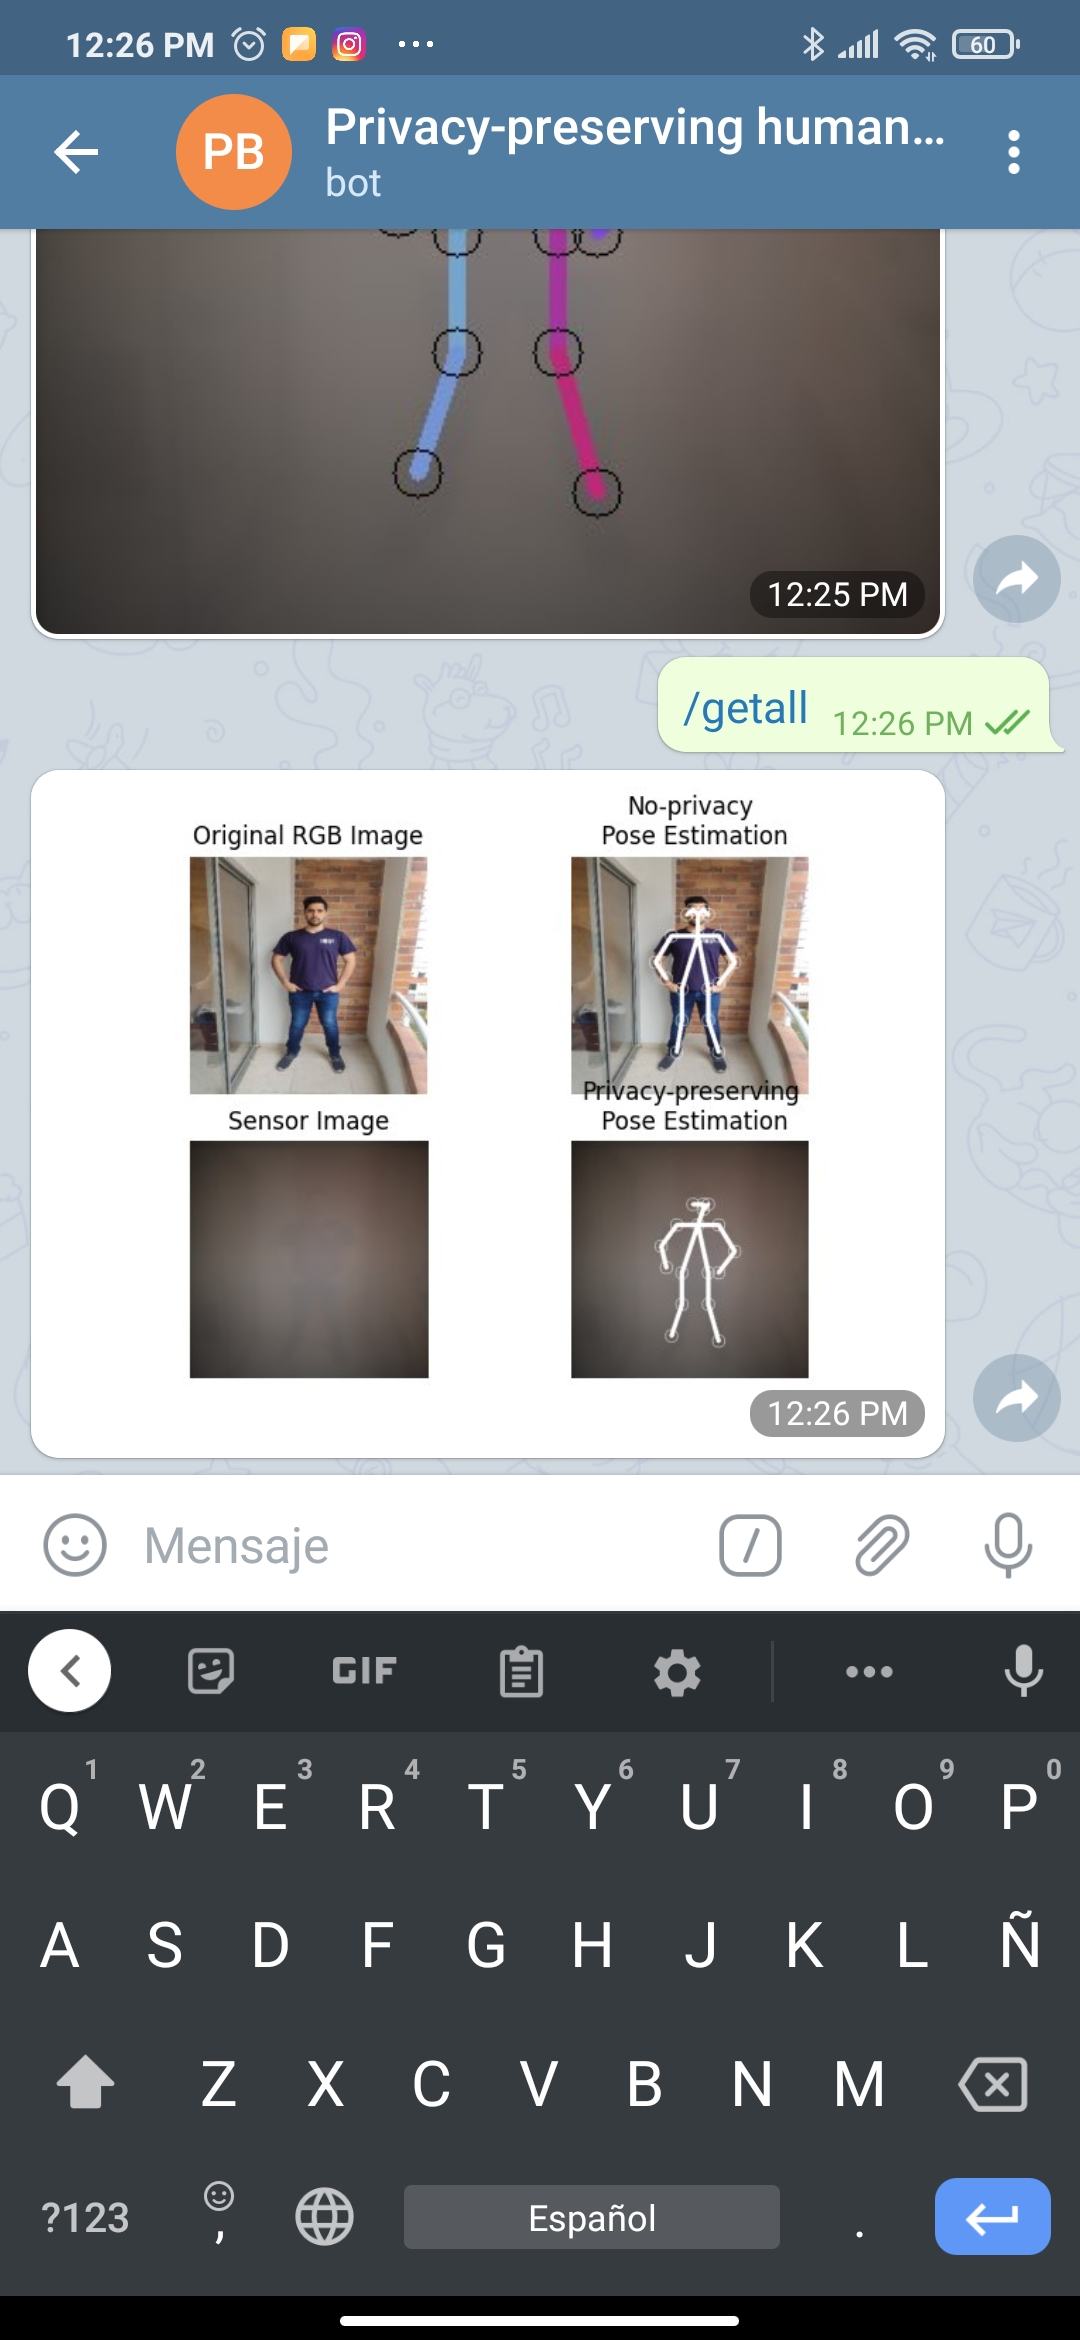 12:26 PM
60
PB
Privacy-preserving human...
bot
12:25 PM
/getall 12:26 PM
Original RGB Image
No-privacy
Pose Estimation
Sensor Image
Privacy-preserving
Pose Estimation
12:26 PM
Mensaje
GIF
1 2 3 4 5 6 7 8 9 0
Q W E R T Y U I O P
A S D F G H J K L Ñ
Z X C V B N M
?123 , Español .